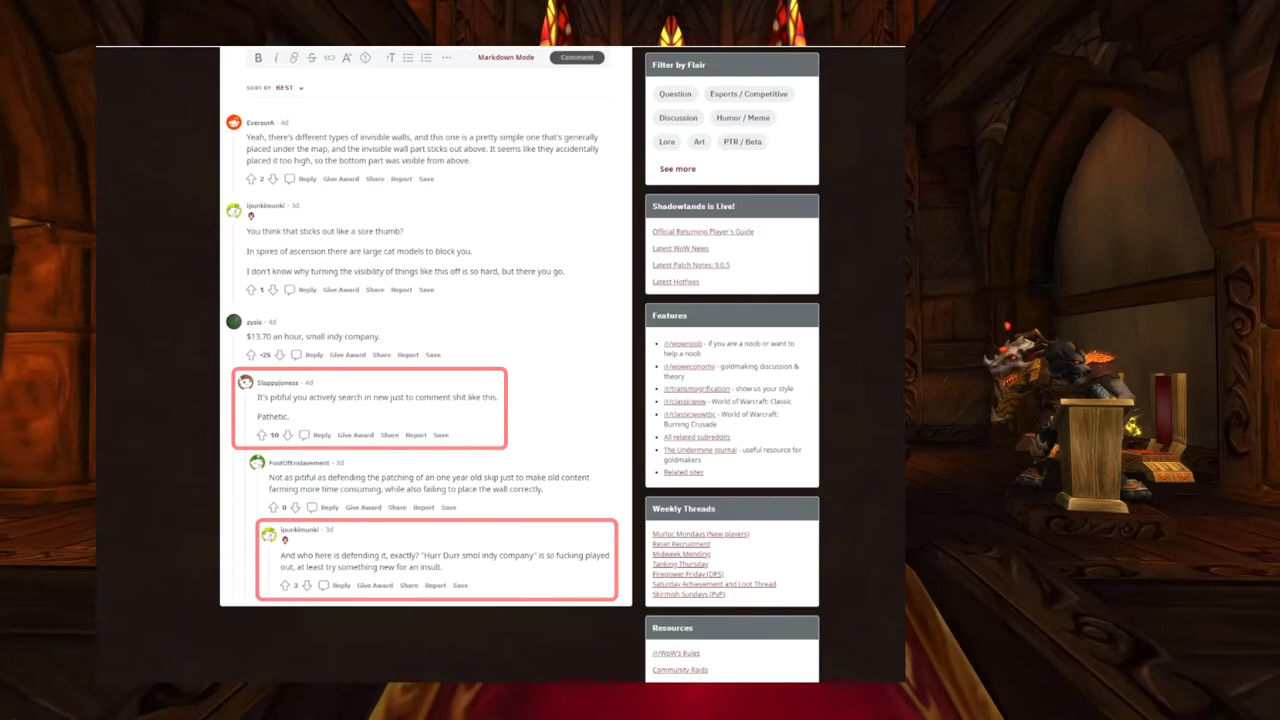 B i
Markdown Mode
Comment
SORT BY BEST
EversorA · 4d
Yeah, there's different types of invisible walls, and this one is a pretty simple one that's generally
placed under the map, and the invisible wall part sticks out above. It seems like they accidentally
placed it too high, so the bottom part was visible from above.
2 Reply Give Award Share Report Save
ipunkimunki · 3d
You think that sticks out like a sore thumb?
In spires of ascension there are large cat models to block you.
I don't know why turning the visibility of things like this off is so hard, but there you go.
1 Reply Give Award Share Report Save
zysia · 4d
$13.70 an hour, small indy company.
-25 Reply Give Award Share Report Save
Slapppjoness · 4d
It's pitiful you actively search in new just to comment shit like this.
Pathetic.
10 Reply Give Award Share Report Save
FootOfEnslavement · 3d
Not as pitiful as defending the patching of an one year old skip just to make old content
farming more time consuming, while also failing to place the wall correctly.
0 Reply Give Award Share Report Save
ipunkimunki · 3d
And who here is defending it, exactly? "Hurr Durr smol indy company" is so fucking played
out, at least try something new for an insult.
3 Reply Give Award Share Report Save
Filter by Flair
Question Esports / Competitive
Discussion Humor / Meme
Lore Art PTR / Beta
See more
Shadowlands is Live!
Official Returning Player's Guide
Latest WoW News
Latest Patch Notes: 9.0.5
Latest Hotfixes
Features
/r/wownoob - if you are a noob or want to
help a noob
/r/woweconomy - goldmaking discussion &
theory
/r/transmogrification - show us your style
/r/classicwow - World of Warcraft: Classic
/r/classicwowtbc - World of Warcraft:
Burning Crusade
All related subreddits
The Undermine Journal - useful resource for
goldmakers
Related sites
Weekly Threads
Murloc Mondays (New players)
Reset Recruitment
Midweek Mending
Tanking Thursday
Firepower Friday (DPS)
Saturday Achievement and Loot Thread
Skirmish Sundays (PvP)
Resources
/r/WoW's Rules
Community Raids